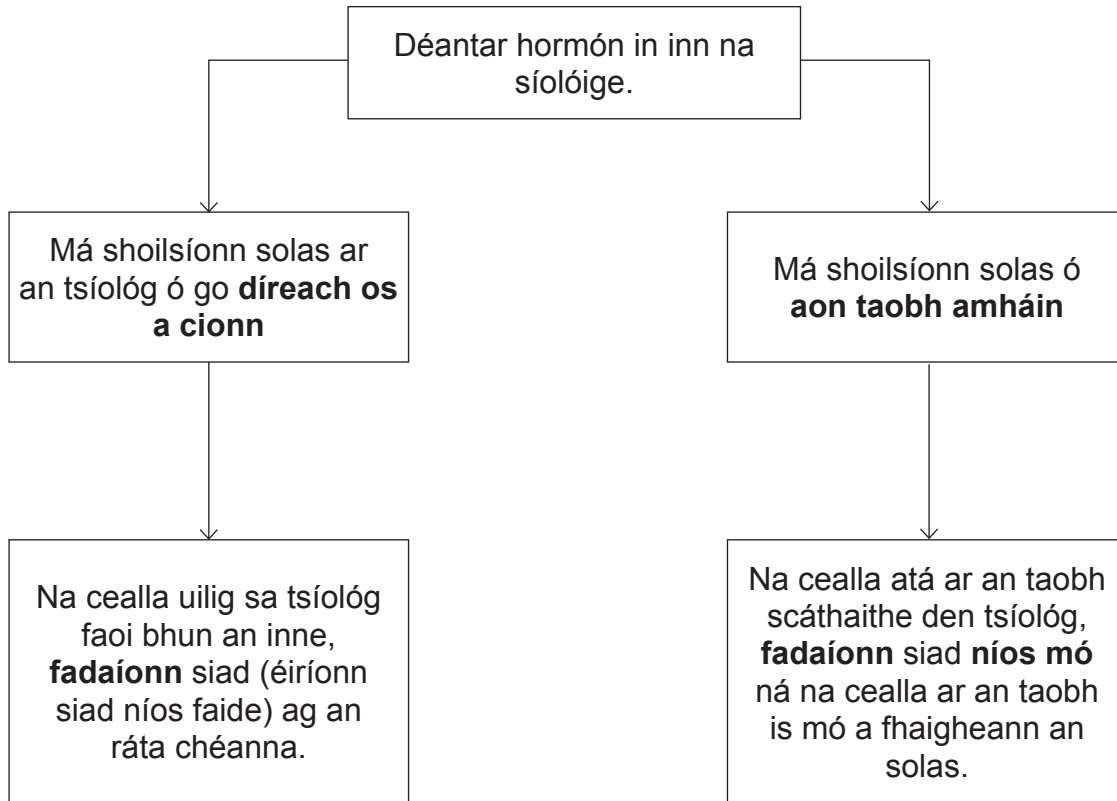 Déantar hormón in inn na
síolóige.
Má shoilsíonn solas ar
an tsíológ ó go díreach os
a cionn
Má shoilsíonn solas ó
aon taobh amháin
Na cealla uilig sa tsíológ
faoi bhun an inne,
fadaíonn siad (éiríonn
siad níos faide) ag an
ráta chéanna.
Na cealla atá ar an taobh
scáthaithe den tsíológ,
fadaíonn siad níos mó
ná na cealla ar an taobh
is mó a fhaigheann an
solas.